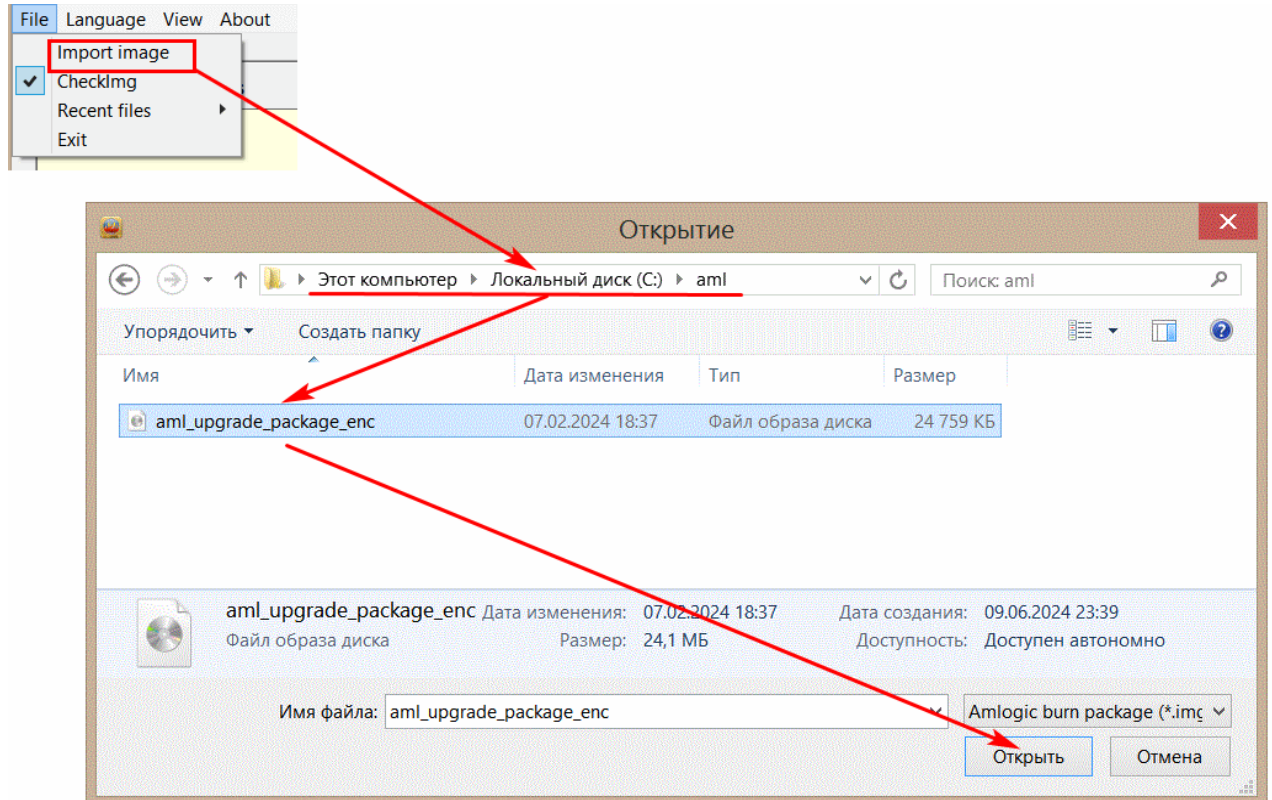 File Language View About
Import image
CheckImg
Recent files
Exit
Открытие
Этот компьютер Локальный диск (C:) aml
Поиск: aml
Упорядочить Создать папку
Имя Дата изменения Тип Размер
aml_upgrade_package_enc 07.02.2024 18:37 Файл образа диска 24 759 КБ
aml_upgrade_package_enc Дата изменения: 07.02.2024 18:37 Дата создания: 09.06.2024 23:39
Файл образа диска Размер: 24,1 МБ Доступность: Доступен автономно
Имя файла: aml_upgrade_package_enc Amlogic burn package (*.img
Открыть Отмена